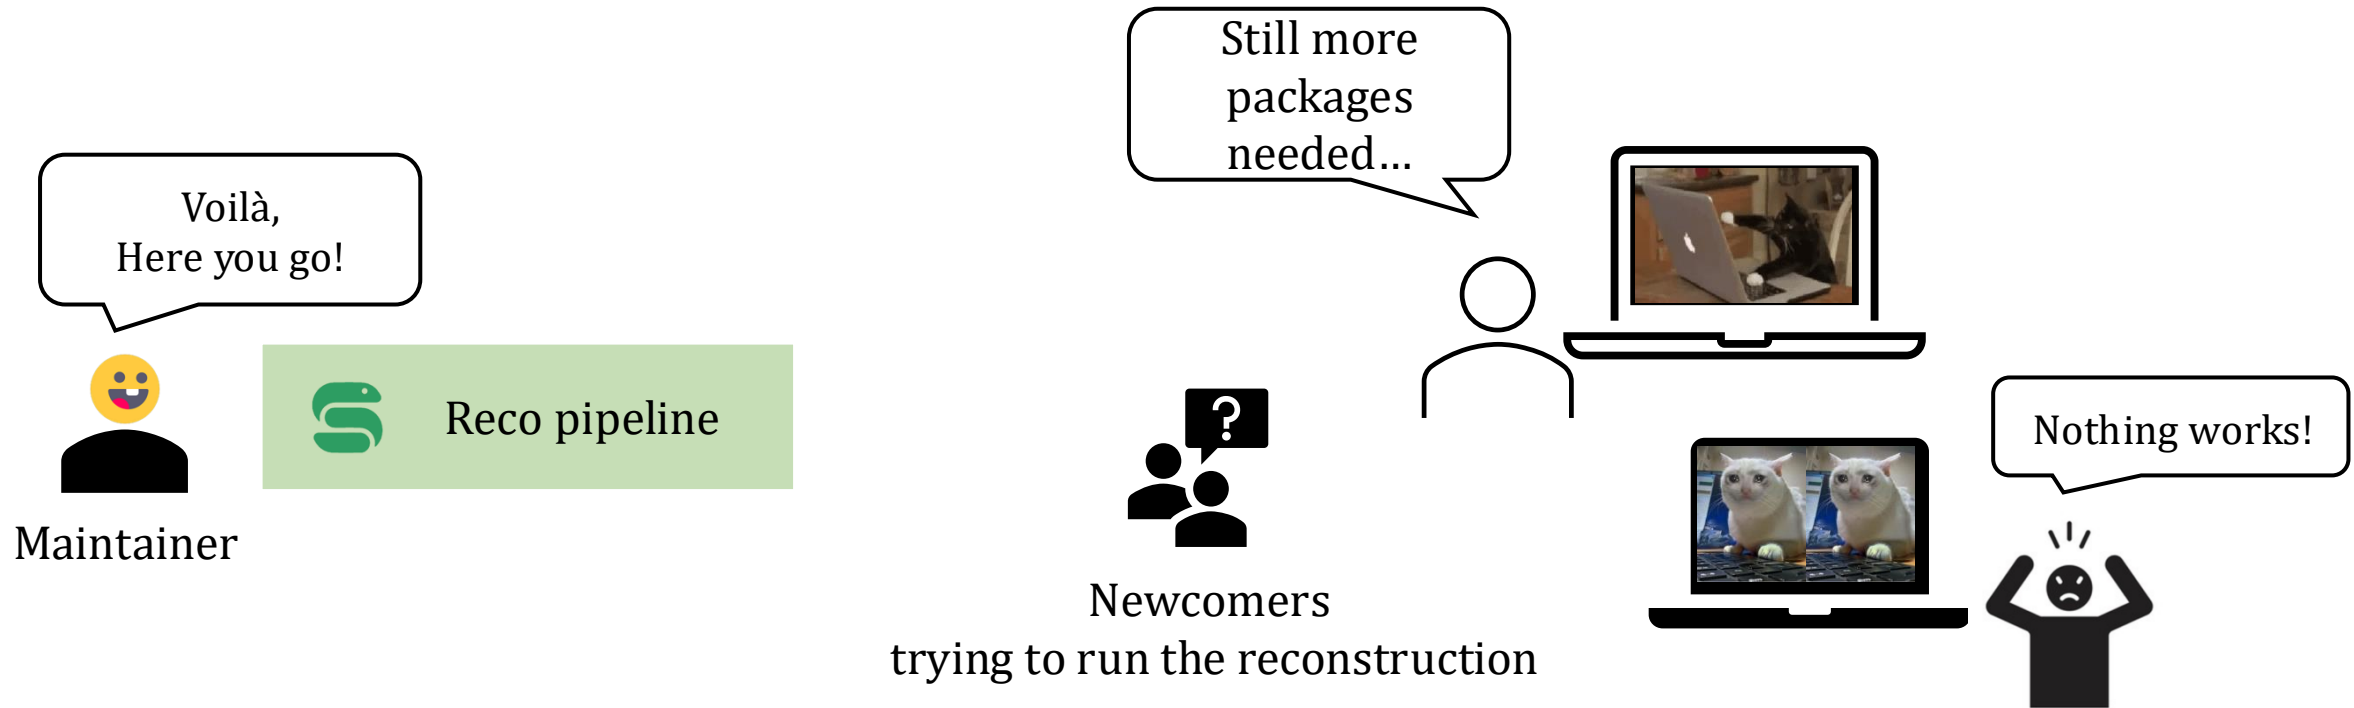 Voilà,
Here you go!
Maintainer
Reco pipeline
Still more
packages
needed…
?
Newcomers
trying to run the reconstruction
Nothing works!